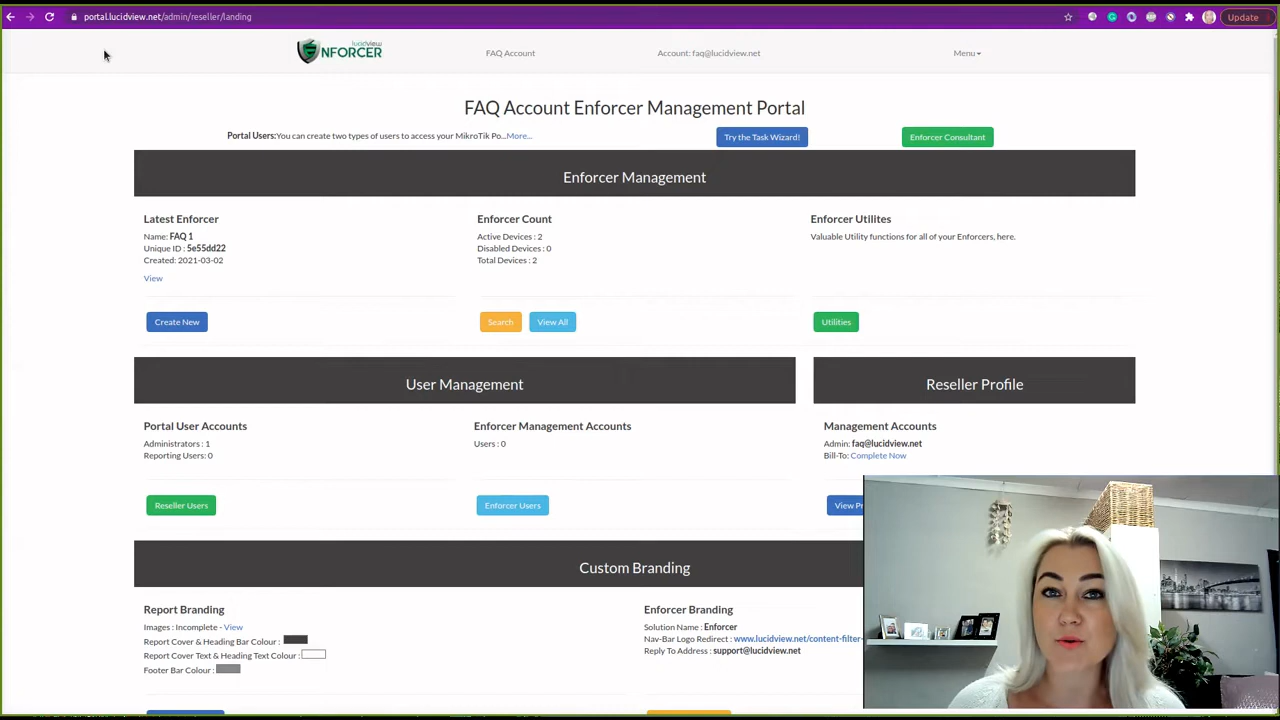 portal.lucidview.net/admin/reseller/landing
Update
lucidview
NFORCER
FAQ Account
Account: faq@lucidview.net
Menu
FAQ Account Enforcer Management Portal
Portal Users:You can create two types of users to access your MikroTik Po...More...
Try the Task Wizard!
Enforcer Consultant
Enforcer Management
Latest Enforcer
Name: FAQ 1
Unique ID : 5e55dd22
Created: 2021-03-02
View
Create New
Enforcer Count
Active Devices : 2
Disabled Devices: 0
Total Devices : 2
Search
View All
Enforcer Utilites
Valuable Utility functions for all of your Enforcers, here.
Utilities
User Management
Reseller Profile
Portal User Accounts
Administrators : 1
Reporting Users: 0
Reseller Users
Enforcer Management Accounts
Users : 0
Enforcer Users
Management Accounts
Admin: faq@lucidview.net
Bill-To: Complete Now
View Pr
Custom Branding
Report Branding
Images : Incomplete - View
Report Cover & Heading Bar Colour :
Report Cover Text & Heading Text Colour :
Footer Bar Colour :
Enforcer Branding
Solution Name : Enforcer
Nav-Bar Logo Redirect : www.lucidview.net/content-filter-
Reply To Address : support@lucidview.net